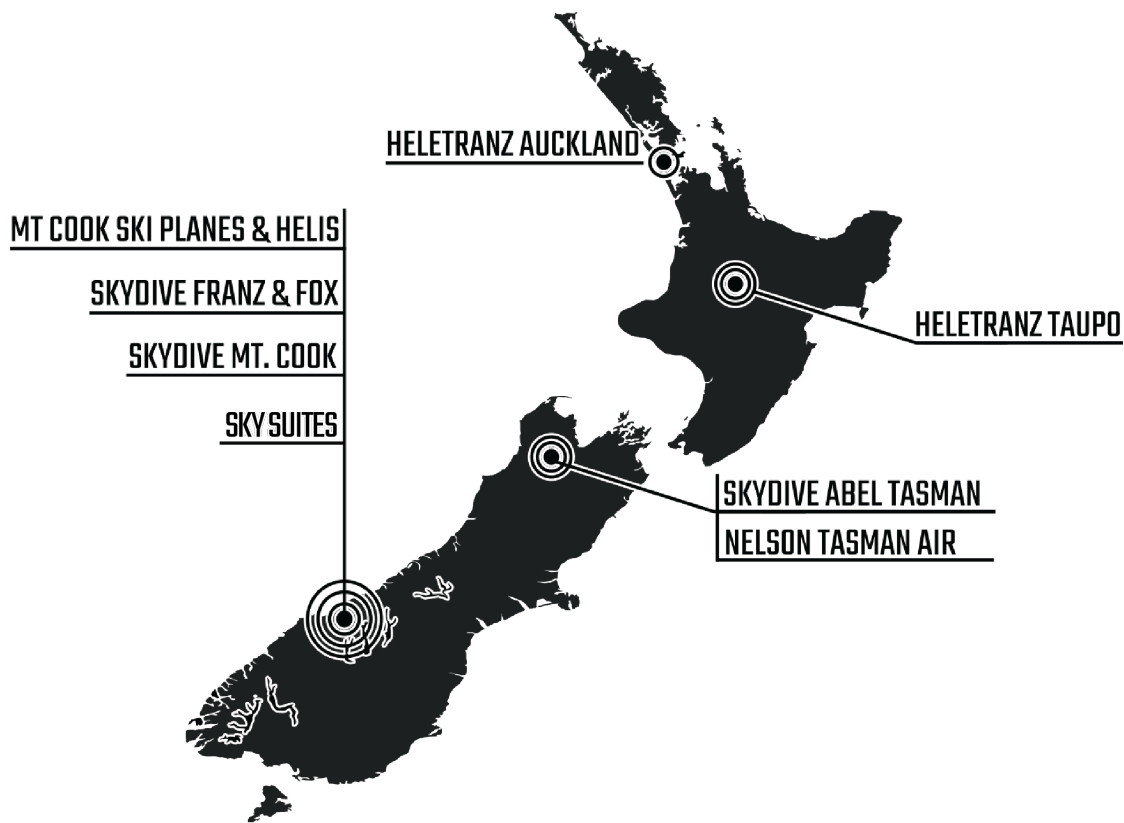 HELETRANZ AUCKLAND
MT COOK SKI PLANES & HELIS
SKYDIVE FRANZ & FOX
SKYDIVE MT. COOK
SKY SUITES
HELETRANZ TAUPO
SKYDIVE ABEL TASMAN
NELSON TASMAN AIR